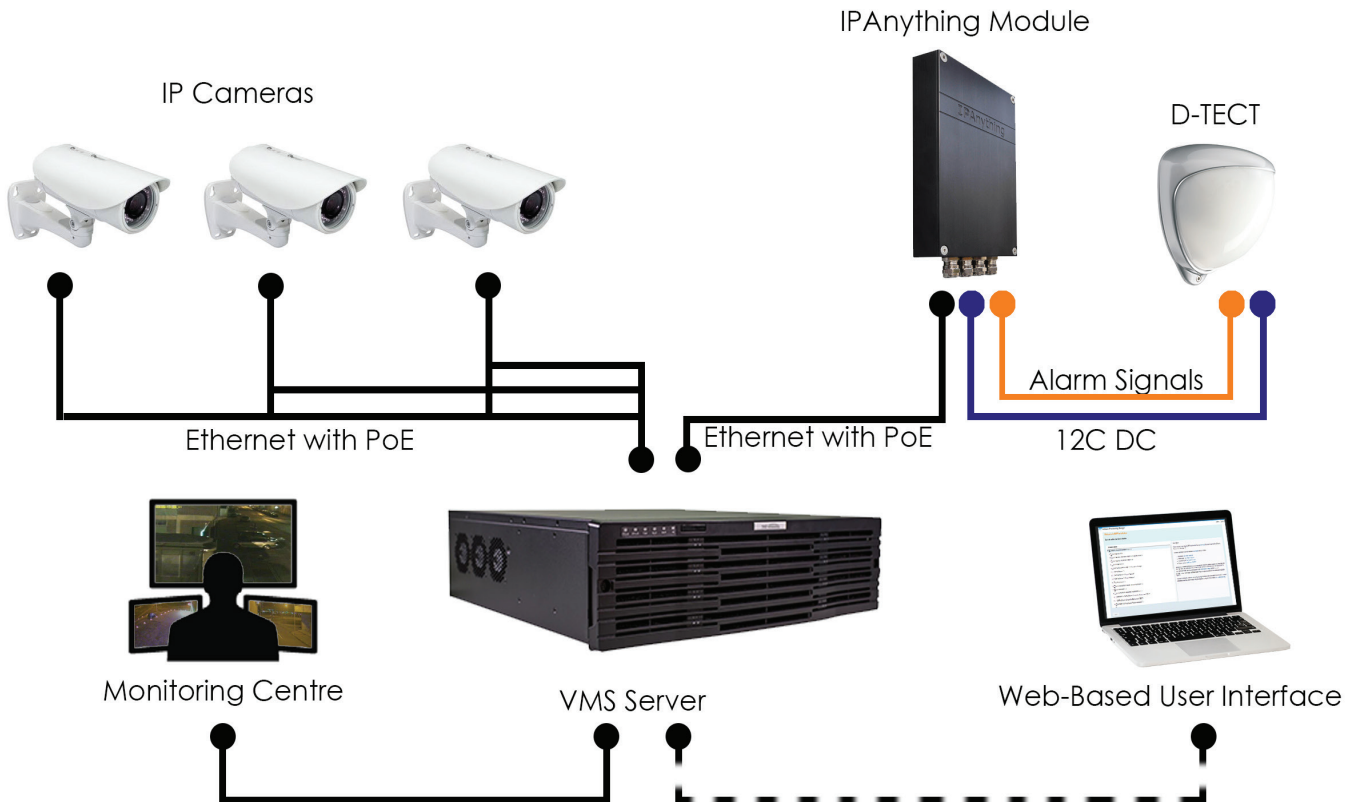 IPAnything Module
IP Cameras
D-TECT
IPAnything
Alarm Signals
Ethernet with PoE
Ethernet with PoE
12C DC
Monitoring Centre
VMS Server
Web-Based User Interface